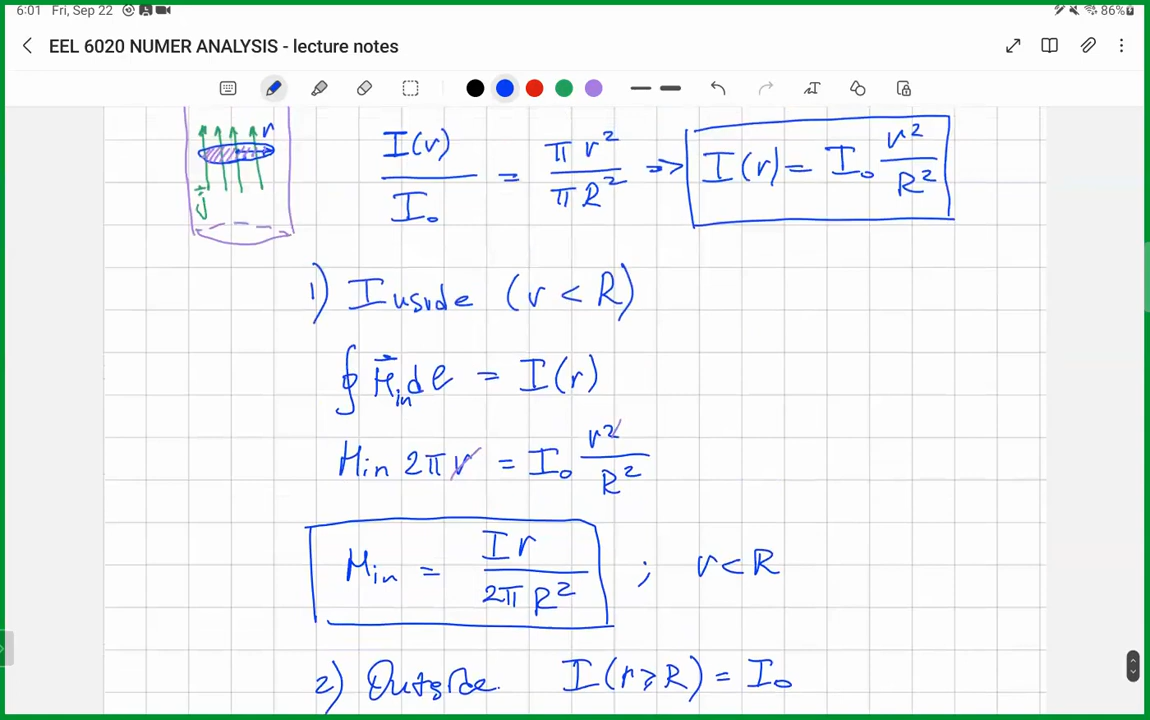 6:01 Fri, Sep 22
86%
EEL 6020 NUMER ANALYSIS - lecture notes
r
j⃗
I(r) / I₀ = πr² / πR² => I(r) = I₀ r²/R²
1) Inside (r < R)
∮ H⃗in dℓ = I(r)
Hin 2πr = I₀ r²/R²
Hin = Ir / 2πR² ; r < R
2) Outside I(r ≥ R) = I₀